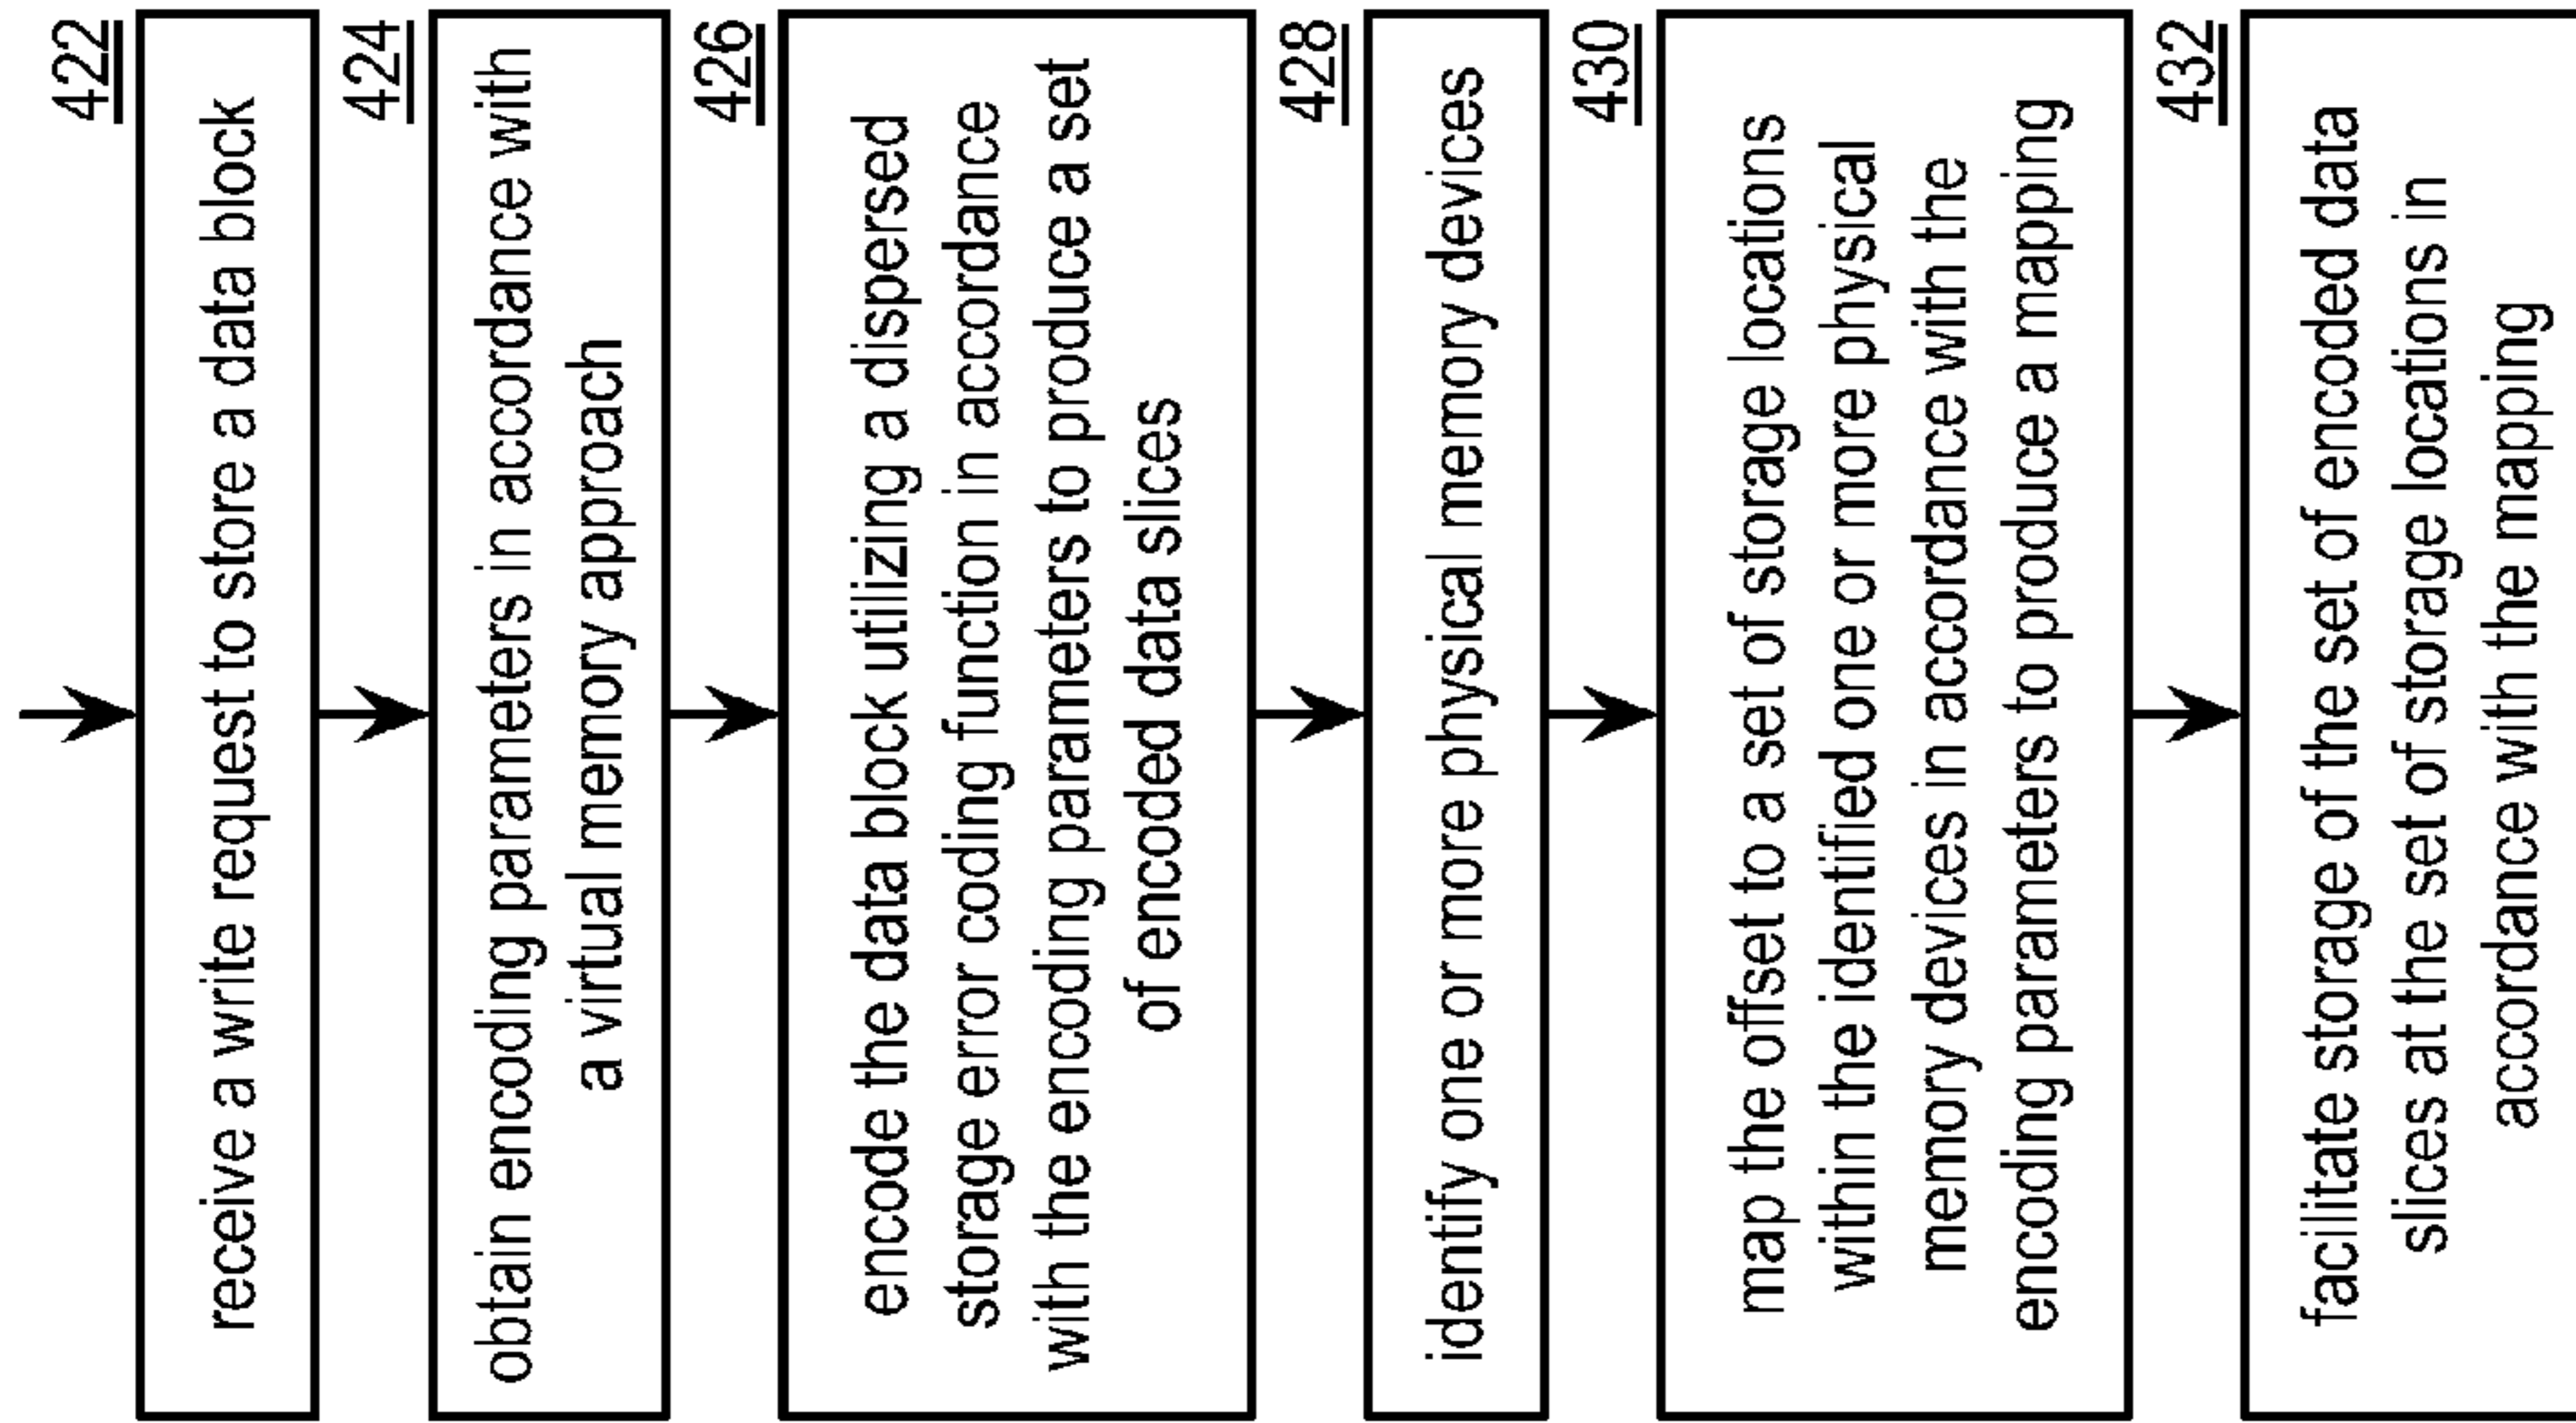 422
receive a write request to store a data block
424
obtain encoding parameters in accordance with
a virtual memory approach
426
encode the data block utilizing a dispersed
storage error coding function in accordance
with the encoding parameters to produce a set
of encoded data slices
428
identify one or more physical memory devices
430
map the offset to a set of storage locations
within the identified one or more physical
memory devices in accordance with the
encoding parameters to produce a mapping
432
facilitate storage of the set of encoded data
slices at the set of storage locations in
accordance with the mapping